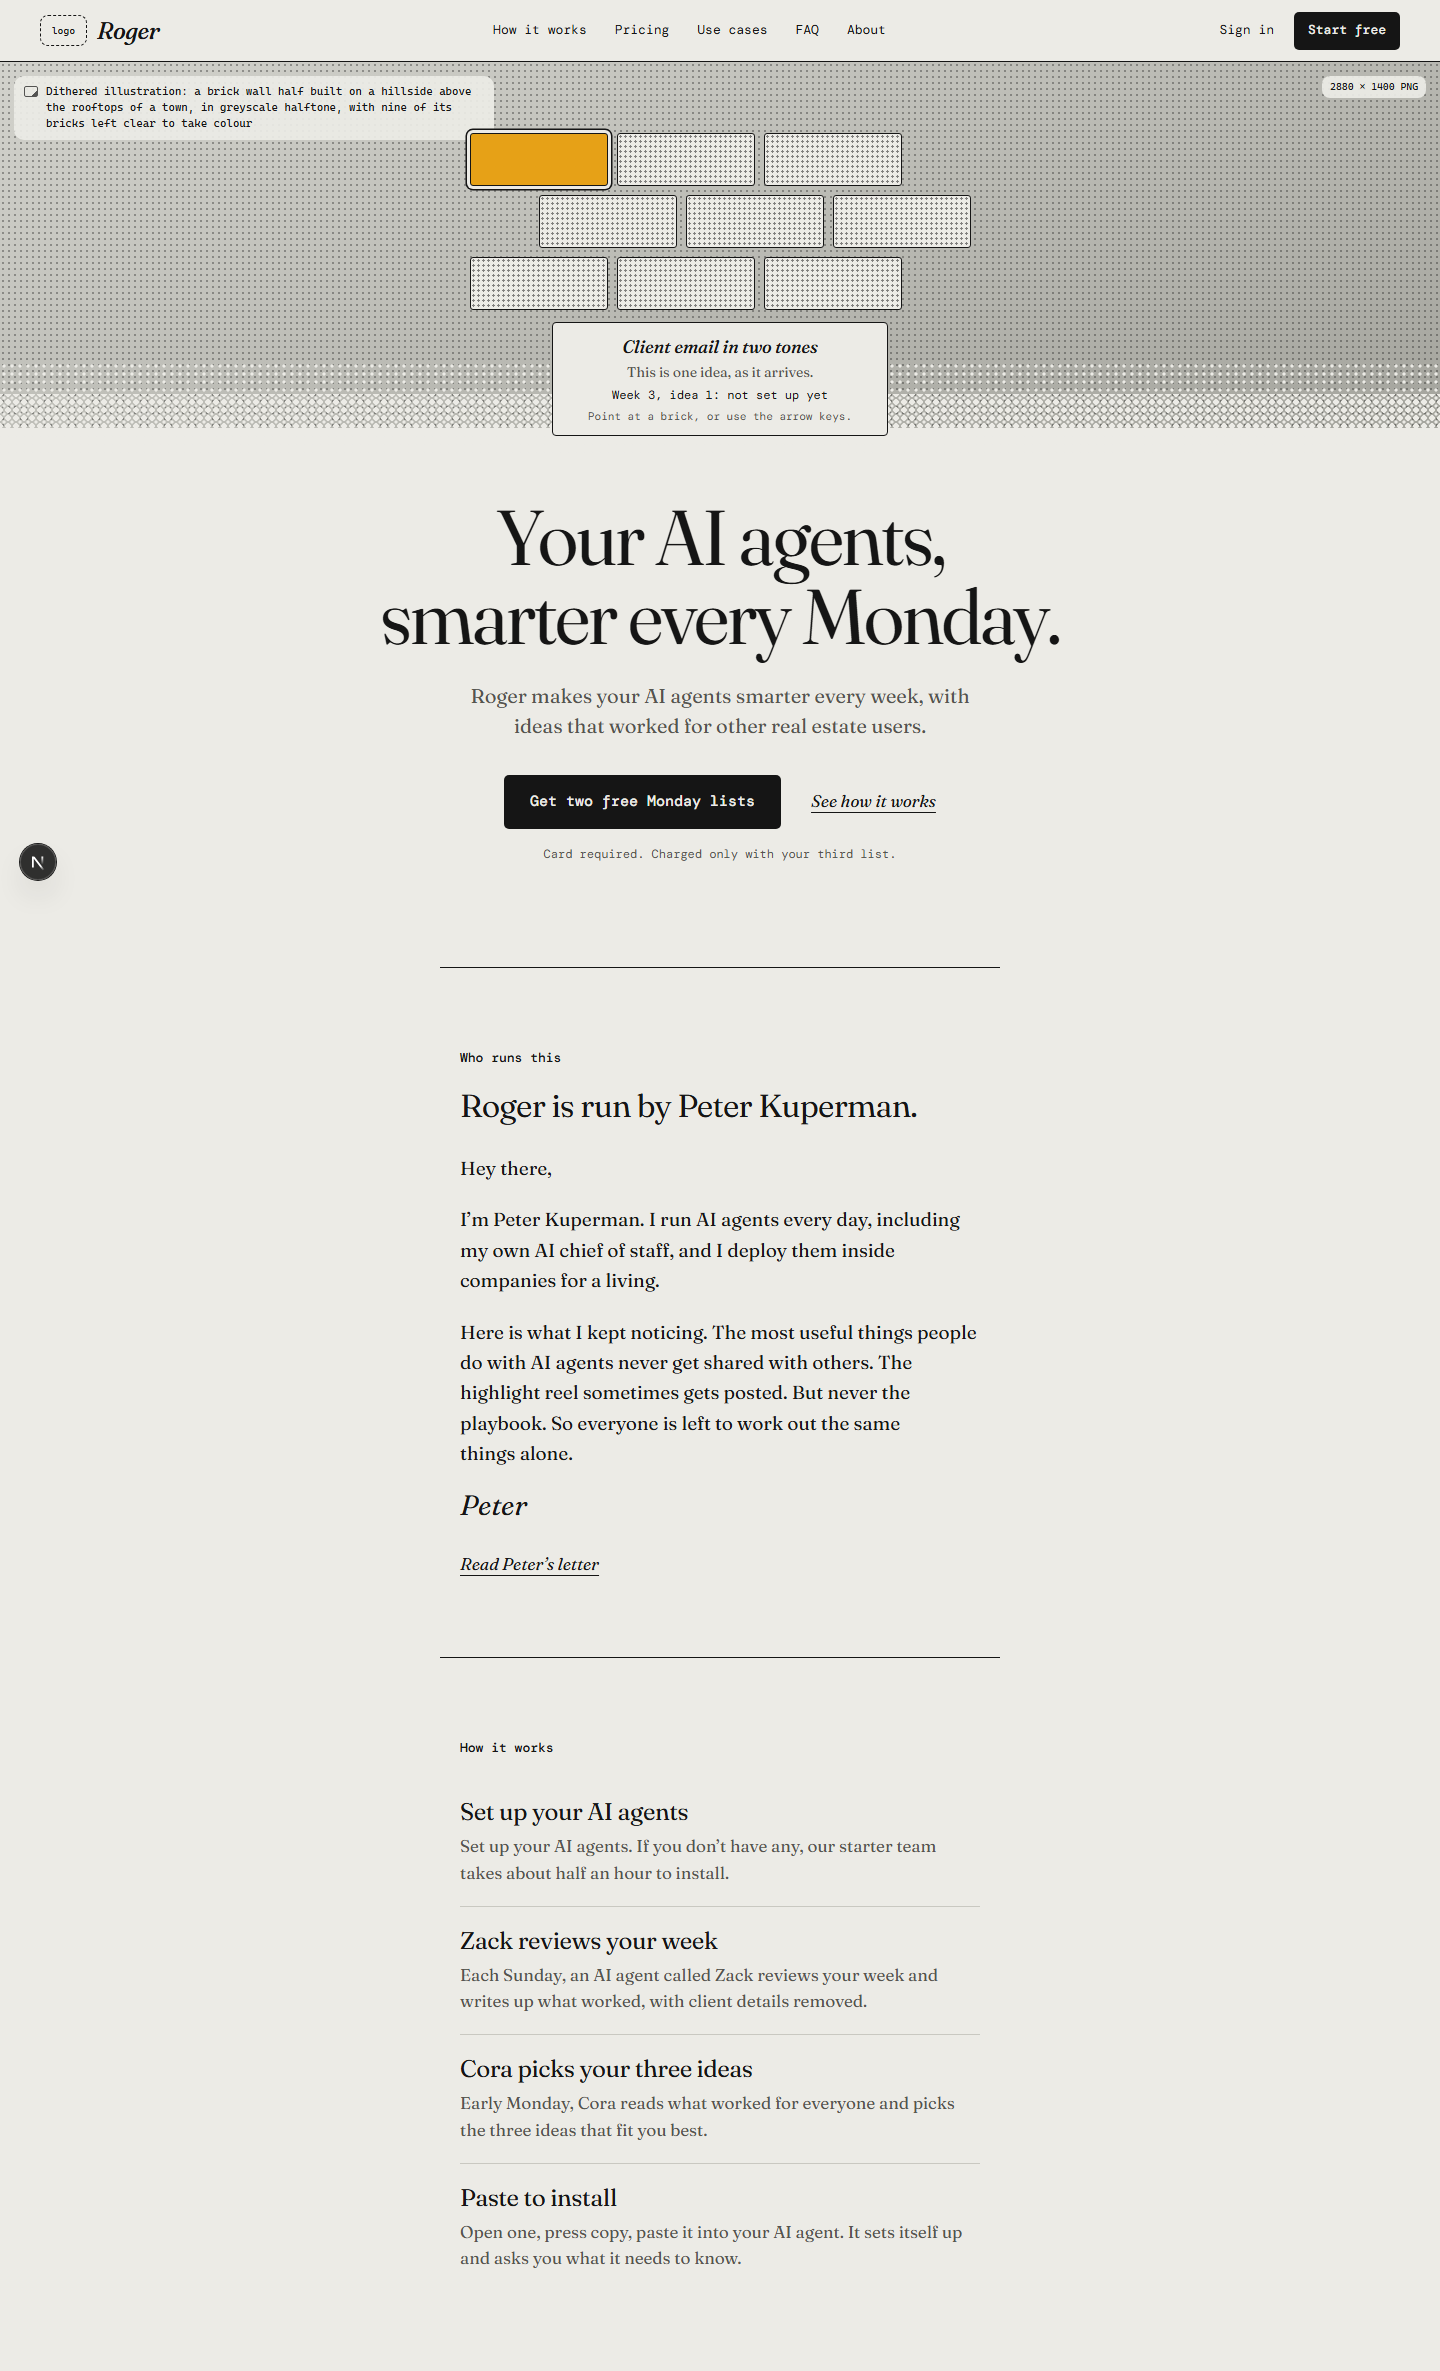 logo
Roger
How it works
Pricing
Use cases
FAQ
About
Sign in
Start free
Dithered illustration: a brick wall half built on a hillside above
the rooftops of a town, in greyscale halftone, with nine of its
bricks left clear to take colour
2880 × 1400 PNG
Client email in two tones
This is one idea, as it arrives.
Week 3, idea 1: not set up yet
Point at a brick, or use the arrow keys.
Your AI agents,
smarter every Monday.
Roger makes your AI agents smarter every week, with
ideas that worked for other real estate users.
Get two free Monday lists
See how it works
Card required. Charged only with your third list.
N
Who runs this
Roger is run by Peter Kuperman.
Hey there,
I’m Peter Kuperman. I run AI agents every day, including
my own AI chief of staff, and I deploy them inside
companies for a living.
Here is what I kept noticing. The most useful things people
do with AI agents never get shared with others. The
highlight reel sometimes gets posted. But never the
playbook. So everyone is left to work out the same
things alone.
Peter
Read Peter’s letter
How it works
Set up your AI agents
Set up your AI agents. If you don’t have any, our starter team
takes about half an hour to install.
Zack reviews your week
Each Sunday, an AI agent called Zack reviews your week and
writes up what worked, with client details removed.
Cora picks your three ideas
Early Monday, Cora reads what worked for everyone and picks
the three ideas that fit you best.
Paste to install
Open one, press copy, paste it into your AI agent. It sets itself up
and asks you what it needs to know.